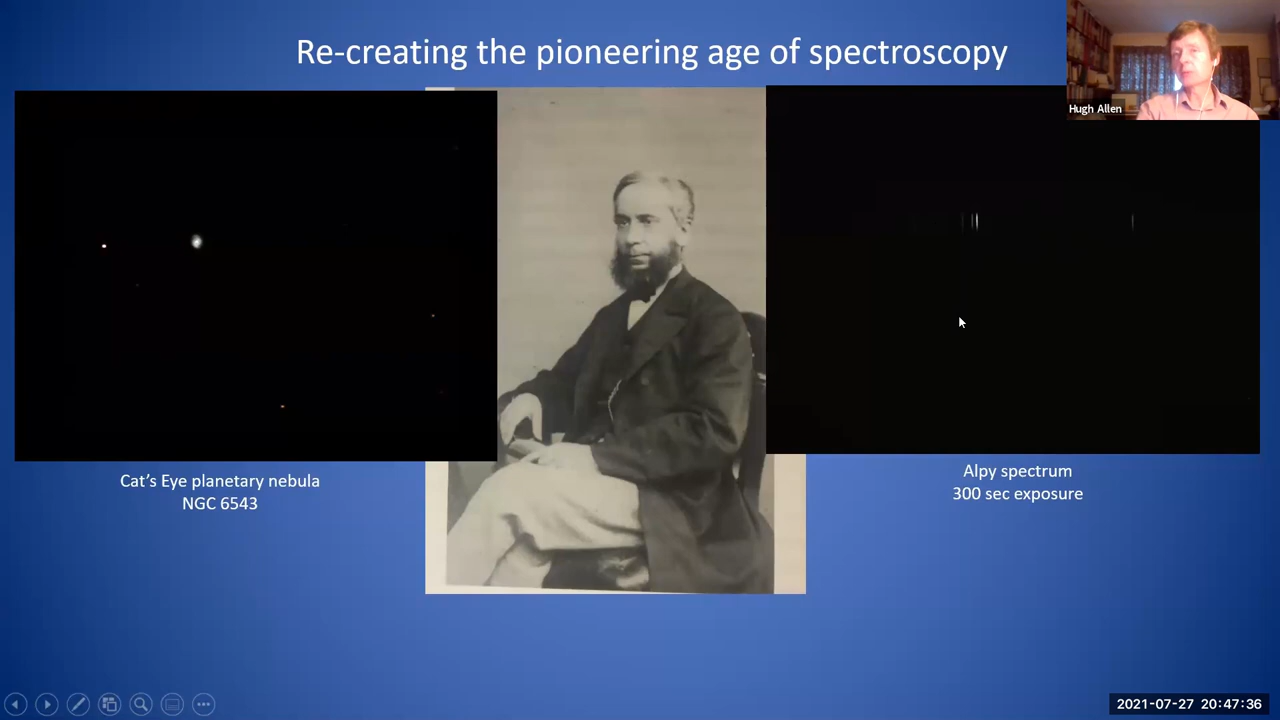 Re-creating the pioneering age of spectroscopy
Hugh Allen
Cat’s Eye planetary nebula
NGC 6543
Alpy spectrum
300 sec exposure
2021-07-27 20:47:36